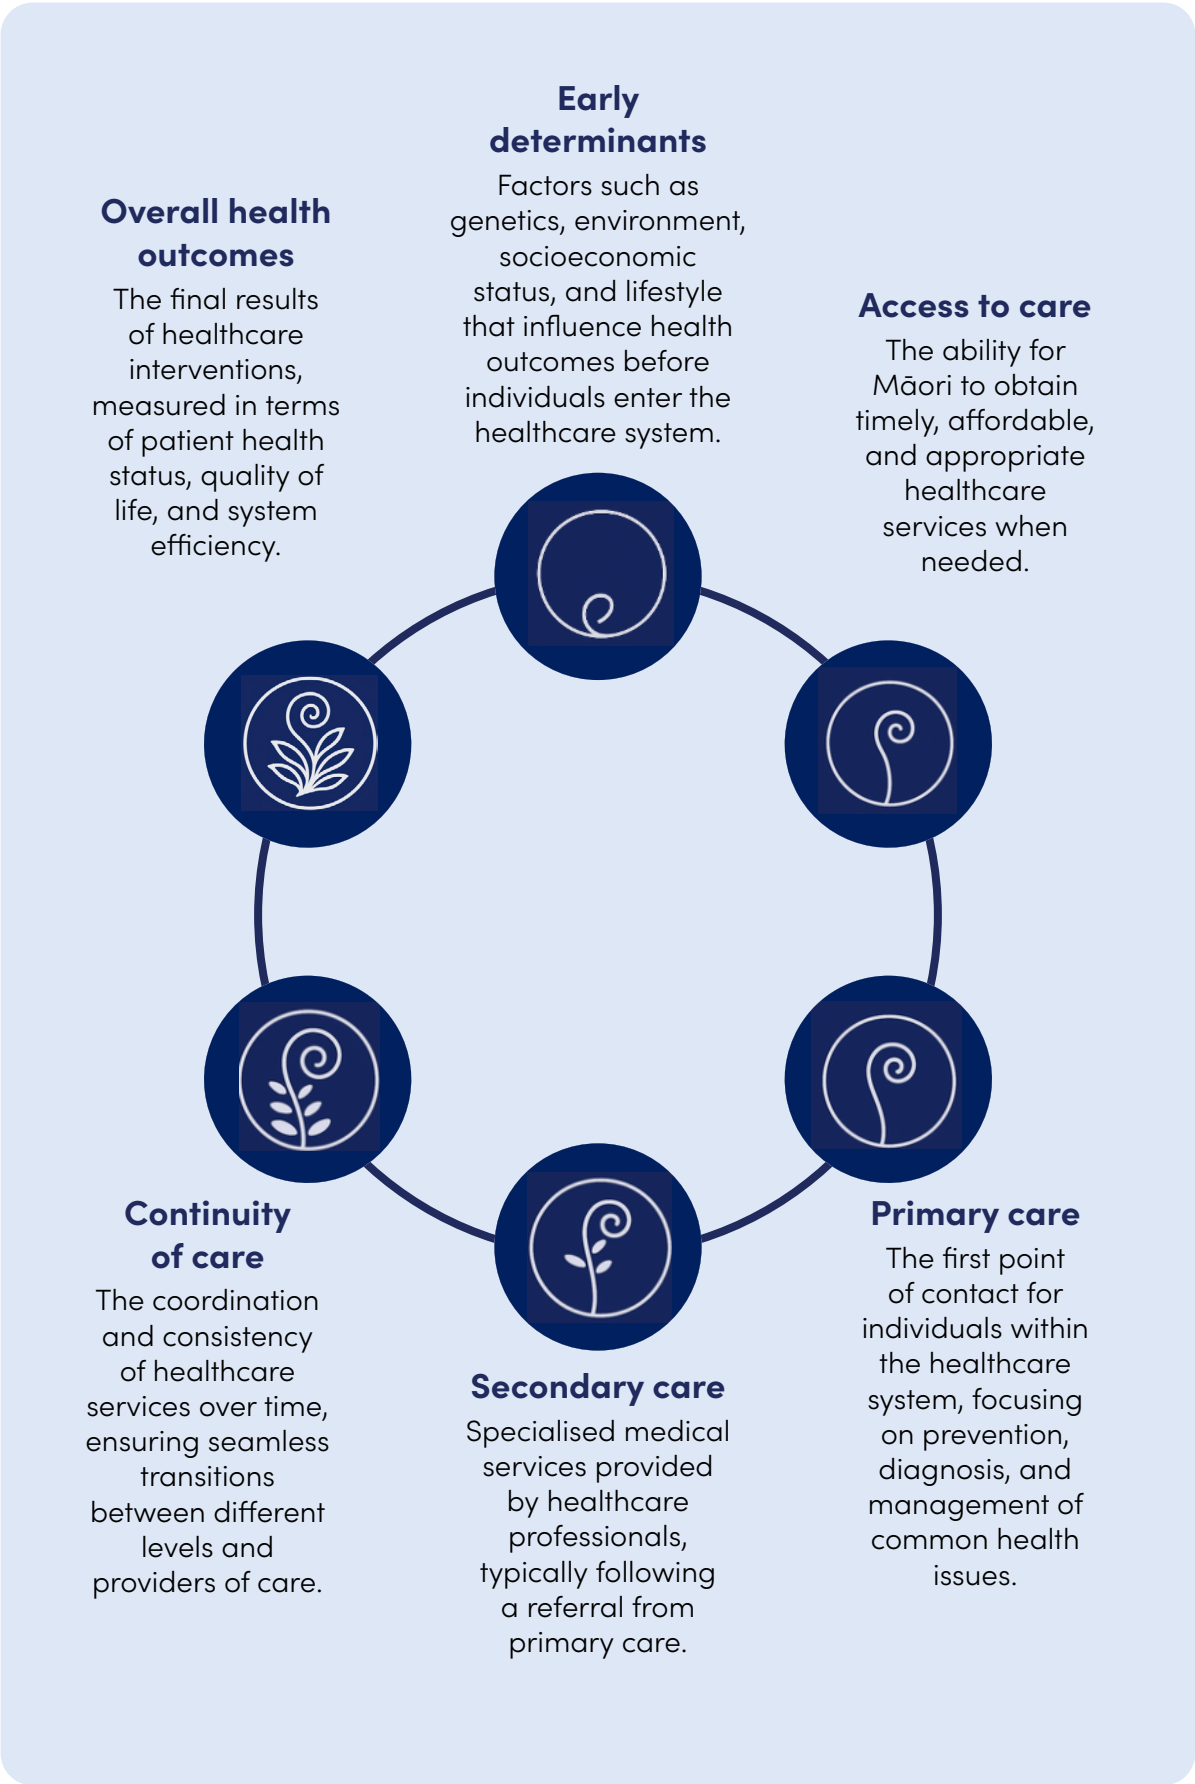 Early
determinants
Factors such as
genetics, environment,
socioeconomic
status, and lifestyle
that influence health
outcomes before
individuals enter the
healthcare system.
Access to care
The ability for
Māori to obtain
timely, affordable,
and appropriate
healthcare
services when
needed.
Primary care
The first point
of contact for
individuals within
the healthcare
system, focusing
on prevention,
diagnosis, and
management of
common health
issues.
Secondary care
Specialised medical
services provided
by healthcare
professionals,
typically following
a referral from
primary care.
Continuity
of care
The coordination
and consistency
of healthcare
services over time,
ensuring seamless
transitions
between different
levels and
providers of care.
Overall health
outcomes
The final results
of healthcare
interventions,
measured in terms
of patient health
status, quality of
life, and system
efficiency.